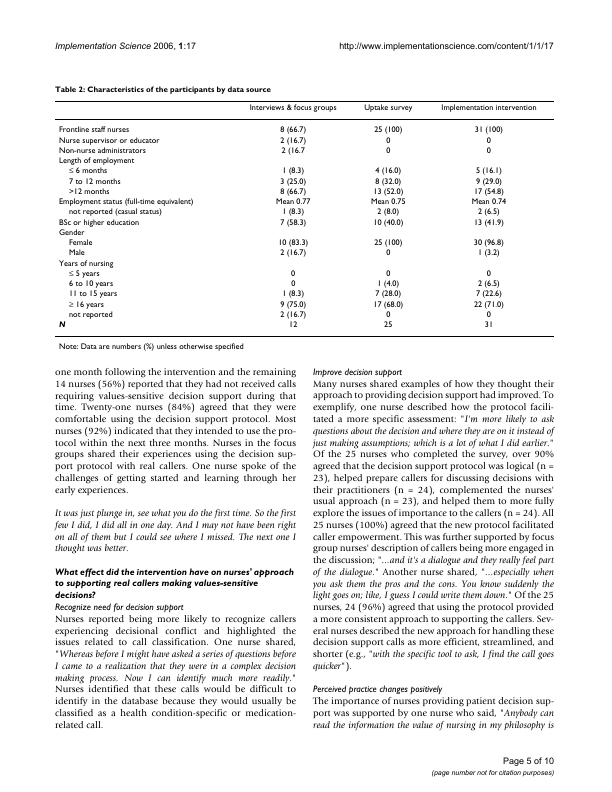 Implementation Science 2006, 1:17 http://www.implementationscience.com/content/1/1/17
Table 2: Characteristics of the participants by data source
Interviews & focus groups Uptake survey Implementation intervention
Frontline staff nurses 8 (66.7) 25 (100) 31 (100)
Nurse supervisor or educator 2 (16.7) 0 0
Non-nurse administrators 2 (16.7 0 0
Length of employment
≤ 6 months 1 (8.3) 4 (16.0) 5 (16.1)
7 to 12 months 3 (25.0) 8 (32.0) 9 (29.0)
>12 months 8 (66.7) 13 (52.0) 17 (54.8)
Employment status (full-time equivalent) Mean 0.77 Mean 0.75 Mean 0.74
not reported (casual status) 1 (8.3) 2 (8.0) 2 (6.5)
BSc or higher education 7 (58.3) 10 (40.0) 13 (41.9)
Gender
Female 10 (83.3) 25 (100) 30 (96.8)
Male 2 (16.7) 0 1 (3.2)
Years of nursing
≤ 5 years 0 0 0
6 to 10 years 0 1 (4.0) 2 (6.5)
11 to 15 years 1 (8.3) 7 (28.0) 7 (22.6)
≥ 16 years 9 (75.0) 17 (68.0) 22 (71.0)
not reported 2 (16.7) 0 0
N 12 25 31
Note: Data are numbers (%) unless otherwise specified
one month following the intervention and the remaining
14 nurses (56%) reported that they had not received calls
requiring values-sensitive decision support during that
time. Twenty-one nurses (84%) agreed that they were
comfortable using the decision support protocol. Most
nurses (92%) indicated that they intended to use the pro-
tocol within the next three months. Nurses in the focus
groups shared their experiences using the decision sup-
port protocol with real callers. One nurse spoke of the
challenges of getting started and learning through her
early experiences.
It was just plunge in, see what you do the first time. So the first
few I did, I did all in one day. And I may not have been right
on all of them but I could see where I missed. The next one I
thought was better.
What effect did the intervention have on nurses' approach
to supporting real callers making values-sensitive
decisions?
Recognize need for decision support
Nurses reported being more likely to recognize callers
experiencing decisional conflict and highlighted the
issues related to call classification. One nurse shared,
"Whereas before I might have asked a series of questions before
I came to a realization that they were in a complex decision
making process. Now I can identify much more readily."
Nurses identified that these calls would be difficult to
identify in the database because they would usually be
classified as a health condition-specific or medication-
related call.
Improve decision support
Many nurses shared examples of how they thought their
approach to providing decision support had improved. To
exemplify, one nurse described how the protocol facili-
tated a more specific assessment: "I'm more likely to ask
questions about the decision and where they are on it instead of
just making assumptions; which is a lot of what I did earlier."
Of the 25 nurses who completed the survey, over 90%
agreed that the decision support protocol was logical (n =
23), helped prepare callers for discussing decisions with
their practitioners (n = 24), complemented the nurses'
usual approach (n = 23), and helped them to more fully
explore the issues of importance to the callers (n = 24). All
25 nurses (100%) agreed that the new protocol facilitated
caller empowerment. This was further supported by focus
group nurses' description of callers being more engaged in
the discussion; "...and it's a dialogue and they really feel part
of the dialogue." Another nurse shared, "...especially when
you ask them the pros and the cons. You know suddenly the
light goes on; like, I guess I could write them down." Of the 25
nurses, 24 (96%) agreed that using the protocol provided
a more consistent approach to supporting the callers. Sev-
eral nurses described the new approach for handling these
decision support calls as more efficient, streamlined, and
shorter (e.g., "with the specific tool to ask, I find the call goes
quicker").
Perceived practice changes positively
The importance of nurses providing patient decision sup-
port was supported by one nurse who said, "Anybody can
read the information the value of nursing in my philosophy is
Page 5 of 10
(page number not for citation purposes)